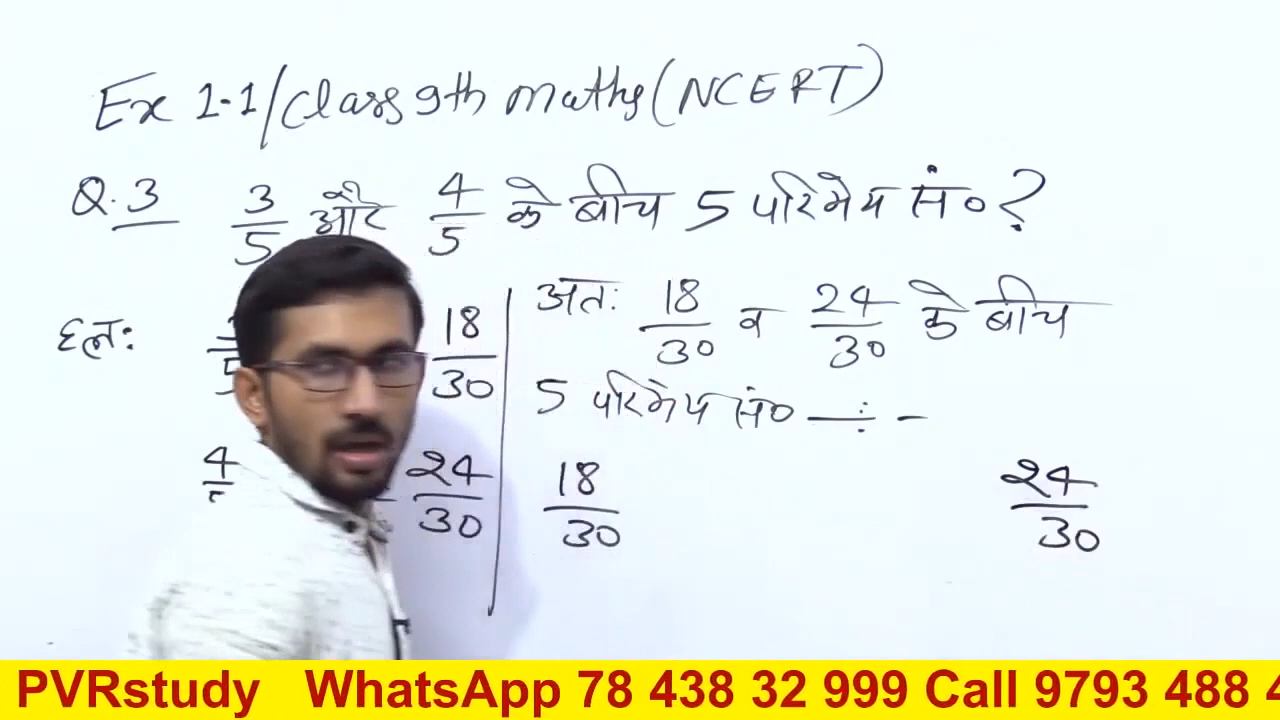 Ex 1.1/Class 9th maths (NCERT)
Q.3 3/5 और 4/5 के बीच 5 परिमेय सं० ?
हलः 18/30
24/30
अतः 18/30 व 24/30 के बीच
5 परिमेय सं० —÷ -
18/30 24/30
PVRstudy WhatsApp 78 438 32 999 Call 9793 488 4